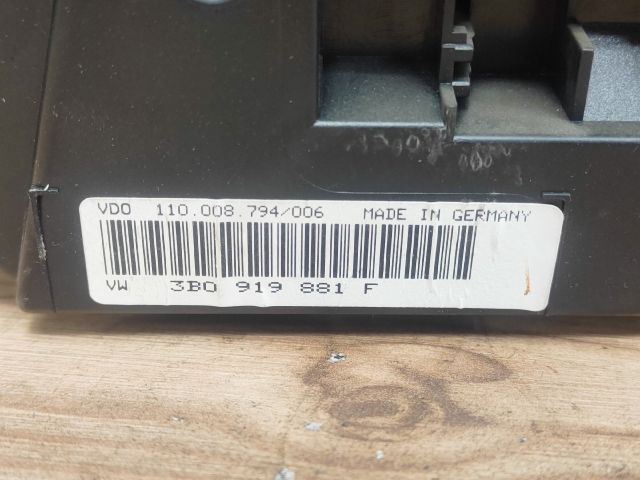 VDO 110.008.794/006 MADE IN GERMANY
VW 3B0 919 881 F